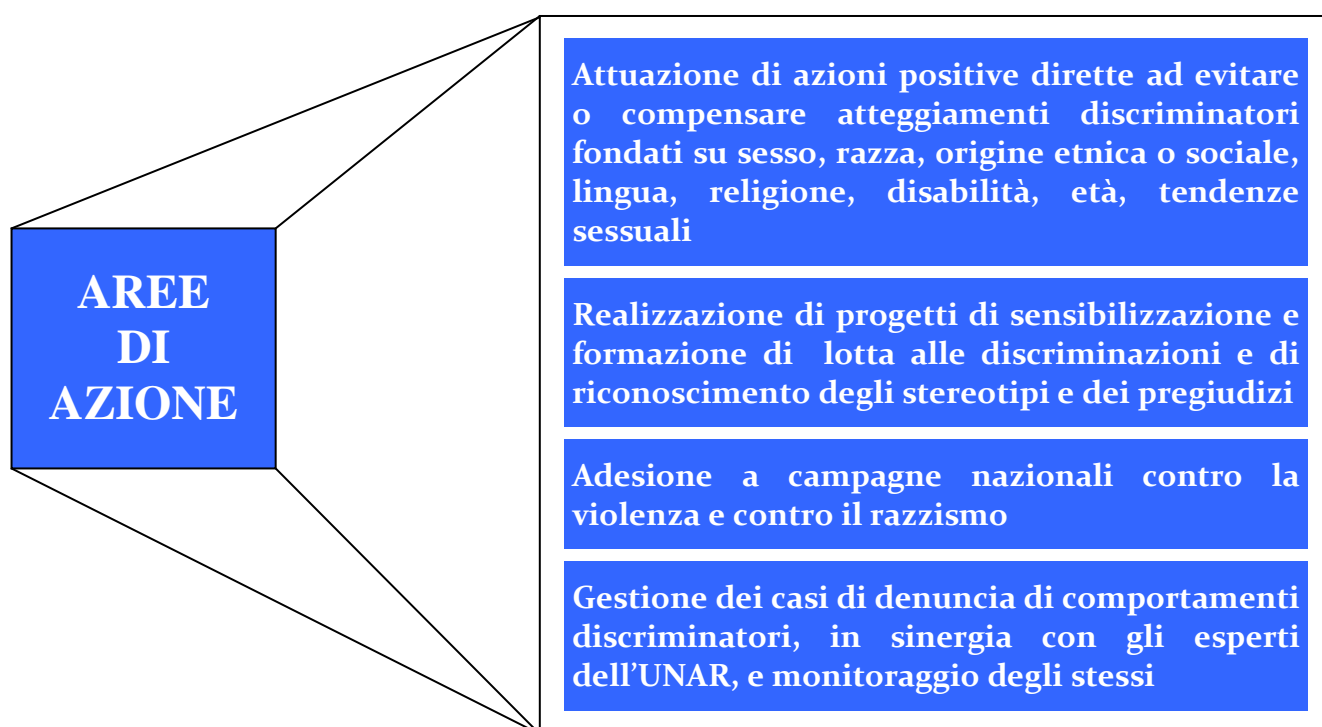 AREE
DI
AZIONE
Attuazione di azioni positive dirette ad evitare
o compensare atteggiamenti discriminatori
fondati su sesso, razza, origine etnica o sociale,
lingua, religione, disabilità, età, tendenze
sessuali
Realizzazione di progetti di sensibilizzazione e
formazione di lotta alle discriminazioni e di
riconoscimento degli stereotipi e dei pregiudizi
Adesione a campagne nazionali contro la
violenza e contro il razzismo
Gestione dei casi di denuncia di comportamenti
discriminatori, in sinergia con gli esperti
dell’UNAR, e monitoraggio degli stessi